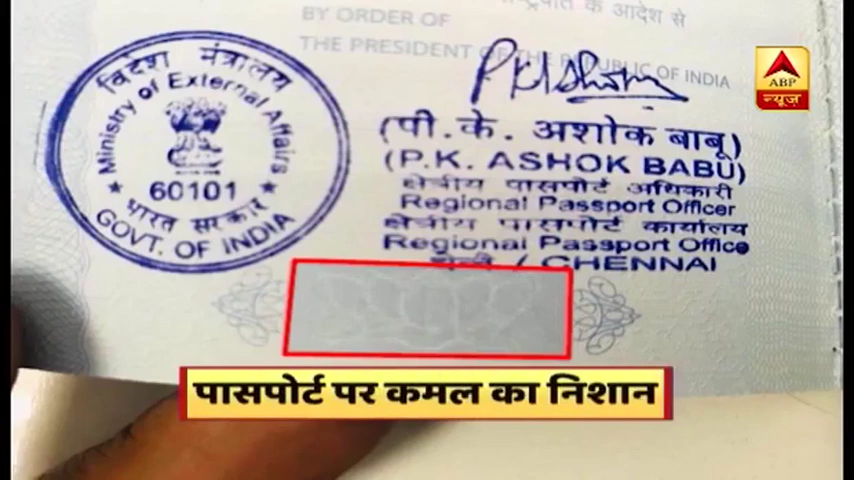 ाष्ट्रपति के आदेश से
BY ORDER OF
THE PRESIDENT OF THE REPUBLIC OF INDIA
विदेश मंत्रालय
Ministry of External Affairs
60101
भारत सरकार
GOVT. OF INDIA
(पी.के. अशोक बाबू)
(P.K. ASHOK BABU)
क्षेत्रीय पासपोर्ट अधिकारी
Regional Passport Officer
क्षेत्रीय पासपोर्ट कार्यालय
Regional Passport Office
चेन्नै / CHENNAI
ABP
न्यूज़
पासपोर्ट पर कमल का निशान